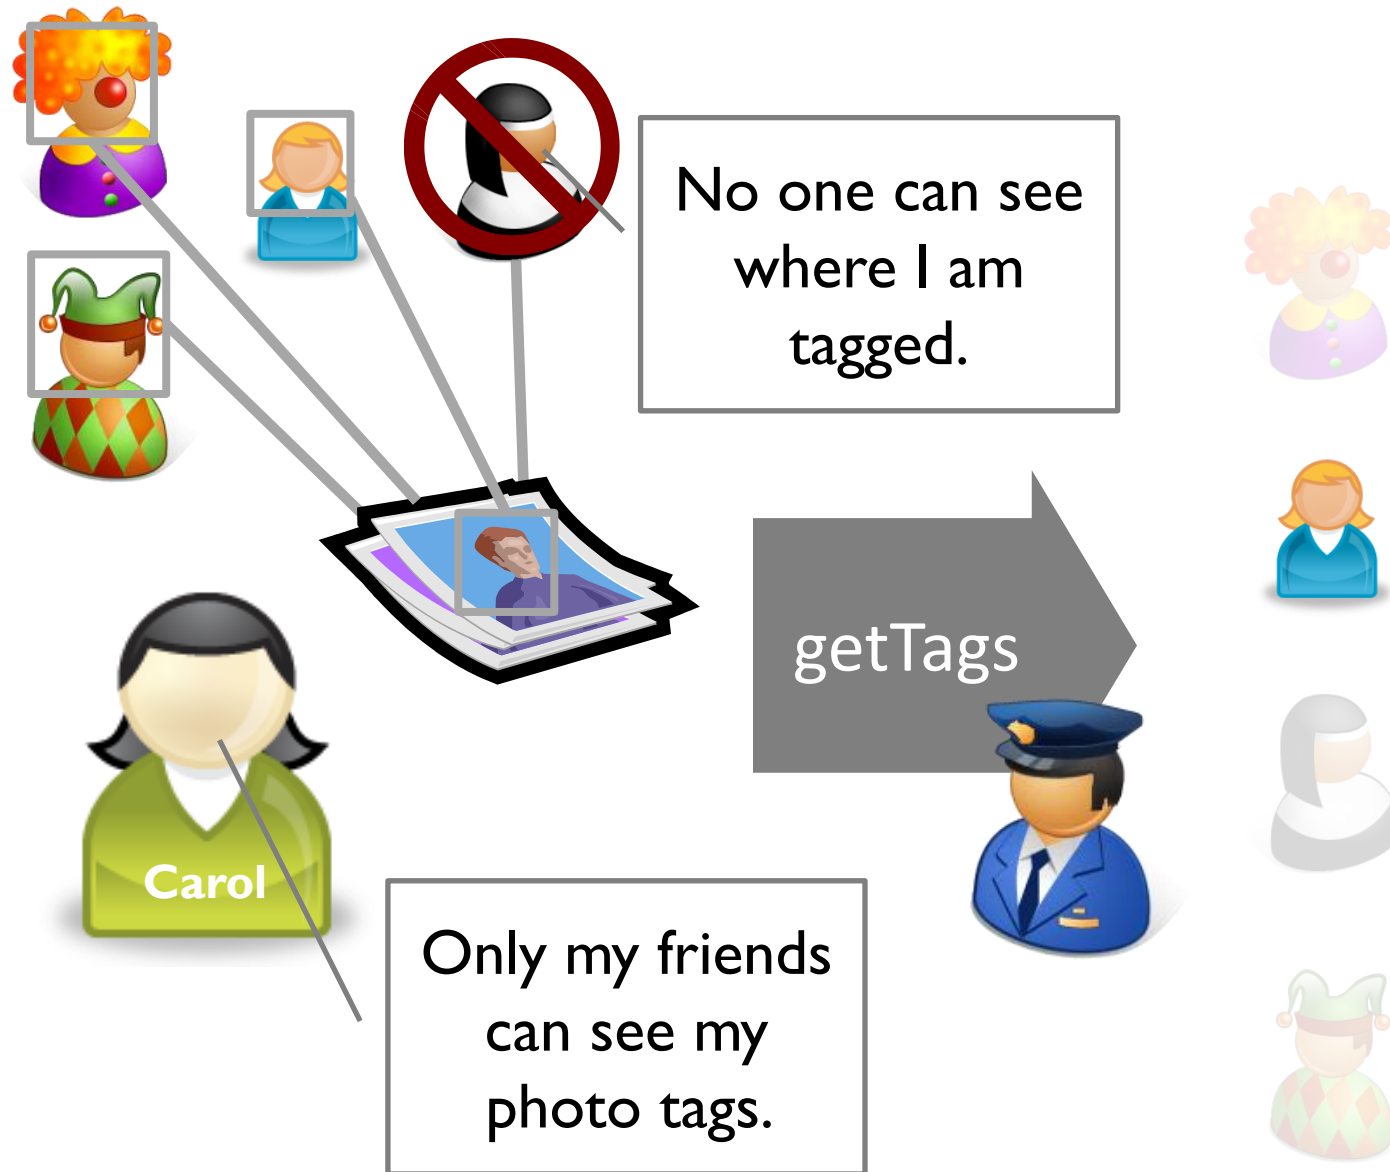 No one can see
where I am
tagged.
getTags
Carol
Only my friends
can see my
photo tags.